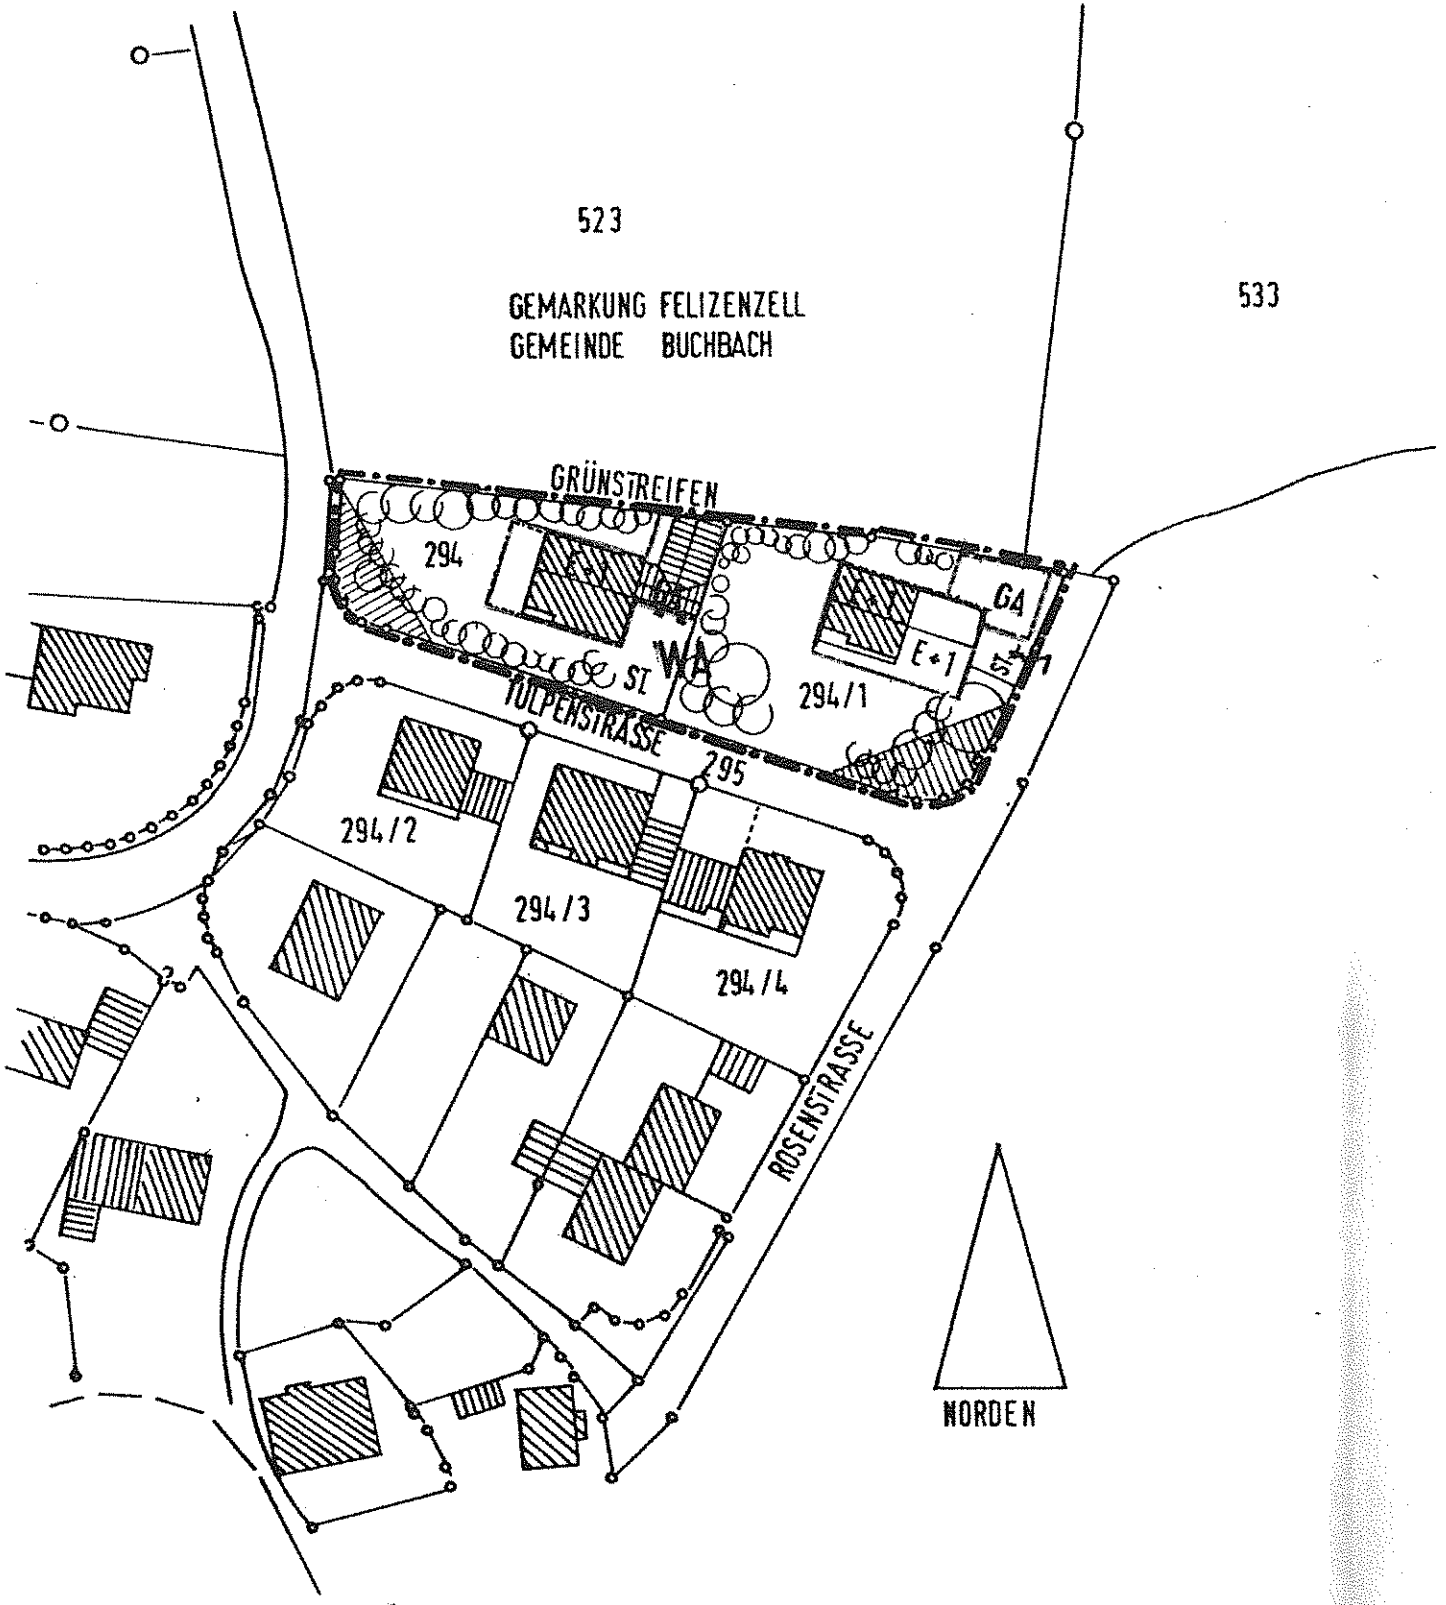 523
533
GEMARKUNG FELIZENZELL
GEMEINDE BUCHBACH
GRÜNSTREIFEN
294
GA
WA
E+1
ST
ST
294/1
TULPENSTRASSE
295
294/2
294/3
294/4
ROSENSTRASSE
NORDEN